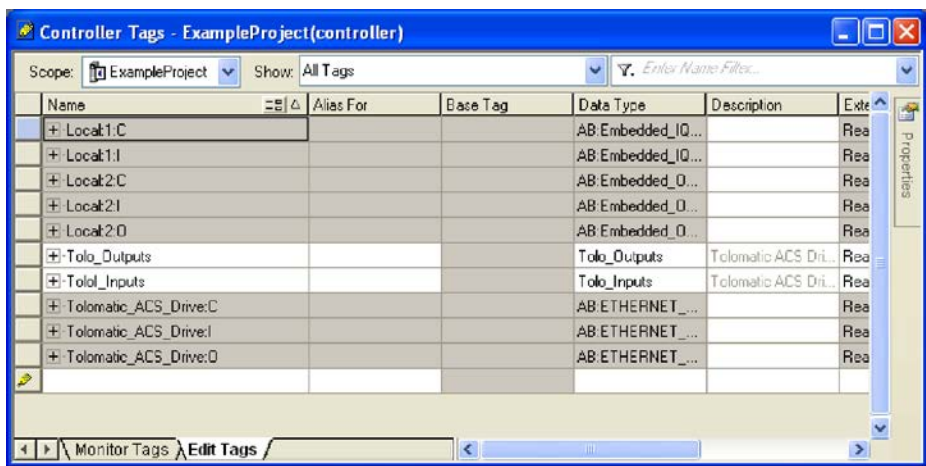 Controller Tags - ExampleProject(controller)
Scope: ExampleProject Show: All Tags Enter Name Filter...
Name Alias For Base Tag Data Type Description Exte
Local:1:C AB:Embedded_IQ... Rea
Local:1:I AB:Embedded_IQ... Rea
Local:2:C AB:Embedded_O... Rea
Local:2:I AB:Embedded_O... Rea
Local:2:O AB:Embedded_O... Rea
Tolo_Outputs Tolo_Outputs Tolomatic ACS Dri... Rea
Tolol_Inputs Tolo_Inputs Tolomatic ACS Dri... Rea
Tolomatic_ACS_Drive:C AB:ETHERNET_... Rea
Tolomatic_ACS_Drive:I AB:ETHERNET_... Rea
Tolomatic_ACS_Drive:O AB:ETHERNET_... Rea
Monitor Tags Edit Tags
Properties